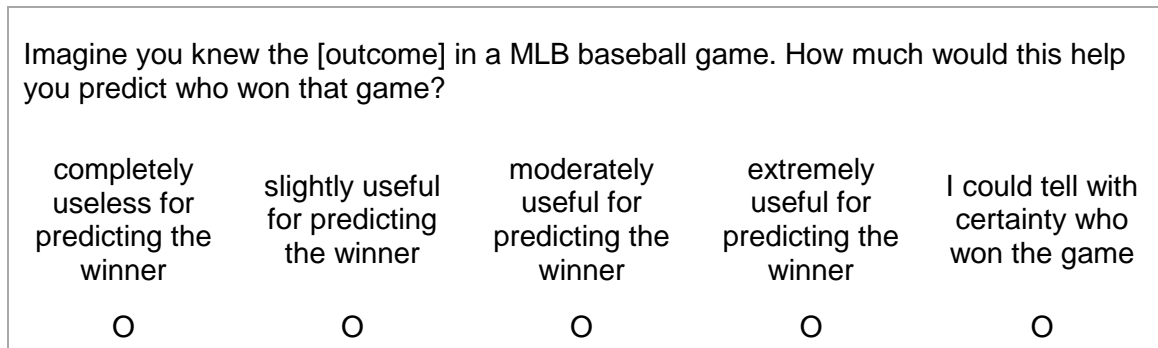 Imagine you knew the [outcome] in a MLB baseball game. How much would this help
you predict who won that game?
completely
useless for
predicting the
winner
slightly useful
for predicting
the winner
moderately
useful for
predicting the
winner
extremely
useful for
predicting the
winner
I could tell with
certainty who
won the game
O O O O O